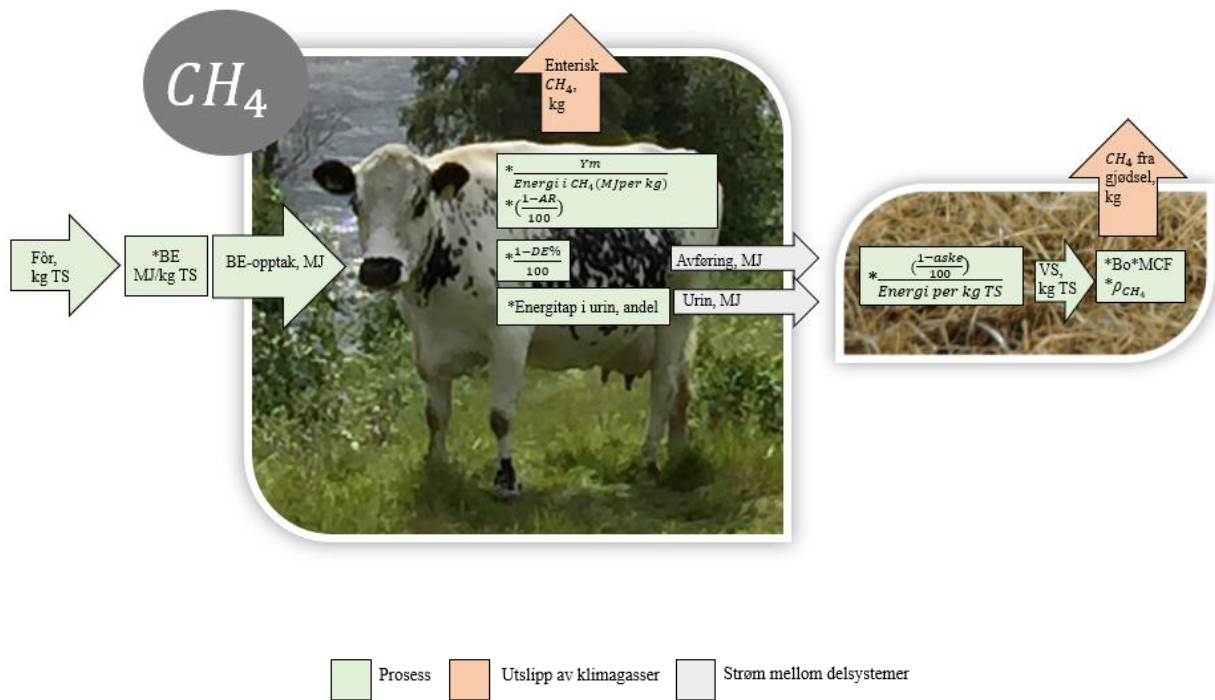 CH₄
Enterisk
CH₄,
kg
*Ym
Energi i CH₄(MJper kg)
*(1−AR
100)
Fôr,
kg TS
*BE
MJ/kg TS
BE-opptak, MJ
*1−DE%
100
Avføring, MJ
*Energitap i urin, andel
Urin, MJ
*(1−aske
100)
Energi per kg TS
VS,
kg TS
CH₄ fra
gjødsel,
kg
*Bo*MCF
*ρCH₄
Prosess
Utslipp av klimagasser
Strøm mellom delsystemer